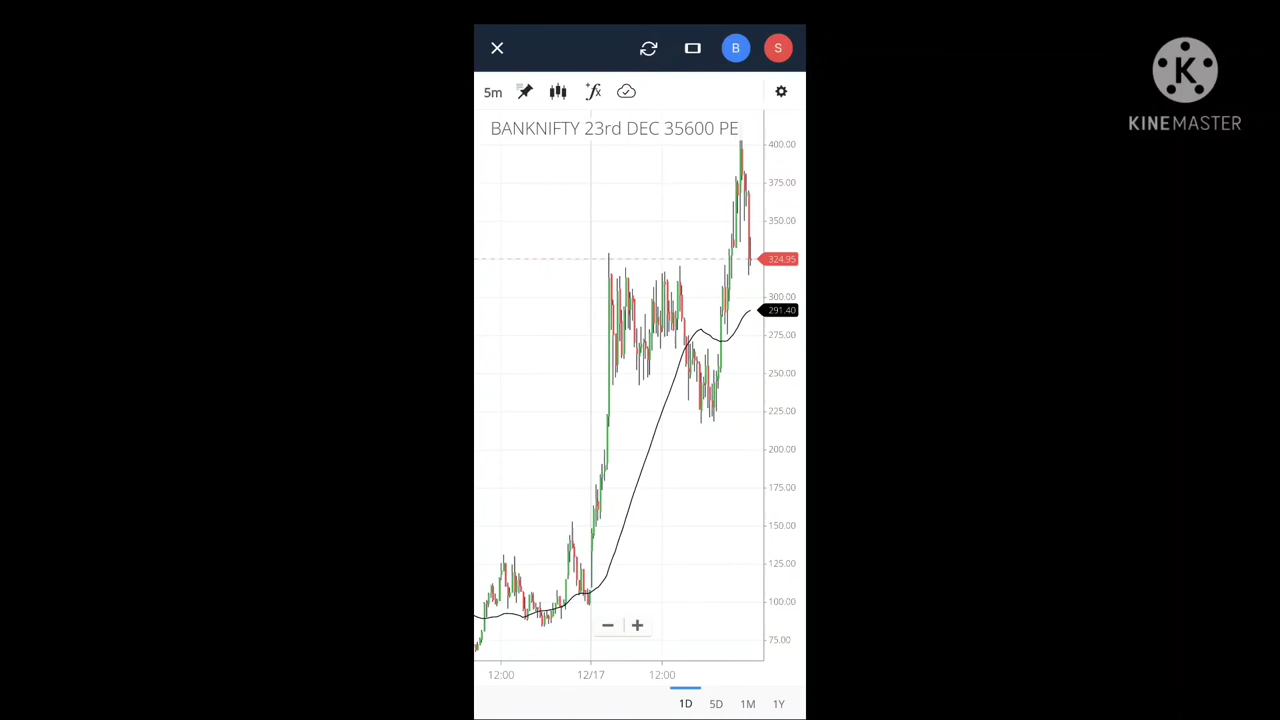 B
S
K
KINEMASTER
5m
fx
BANKNIFTY 23rd DEC 35600 PE
400.00
375.00
350.00
324.95
300.00
291.40
275.00
250.00
225.00
200.00
175.00
150.00
125.00
100.00
75.00
12:00
12/17
12:00
1D
5D
1M
1Y